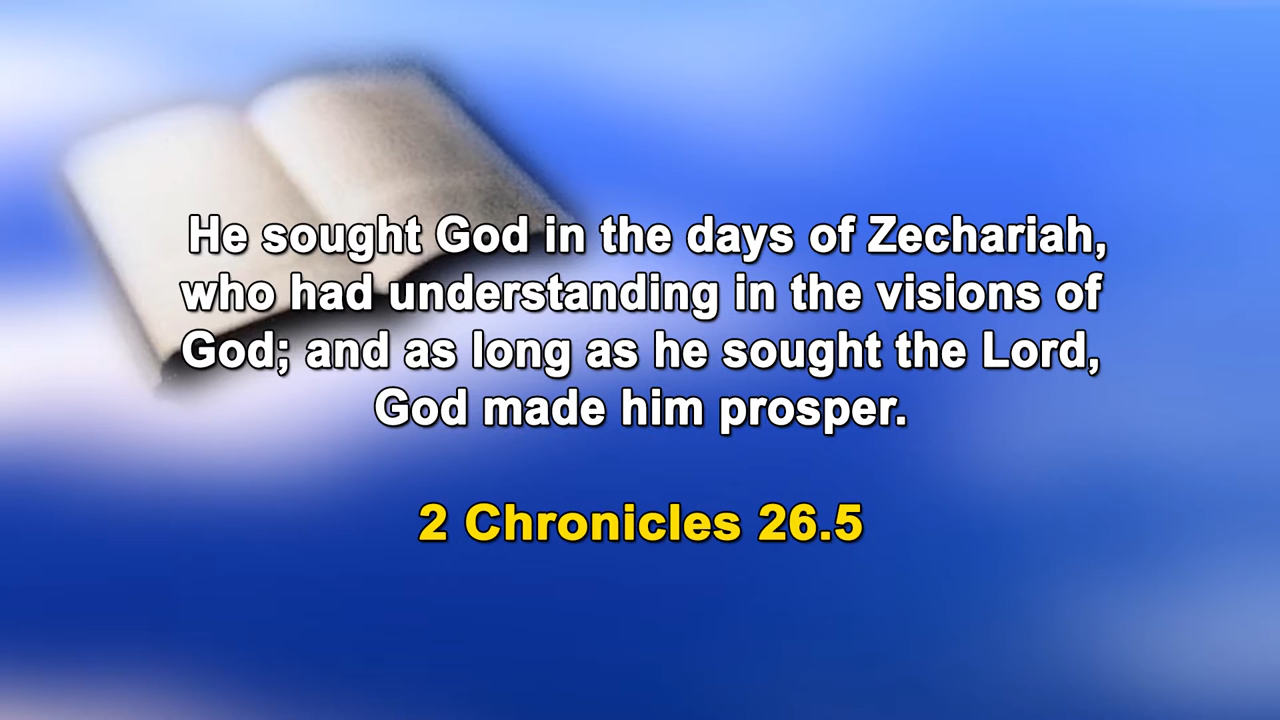 He sought God in the days of Zechariah,
who had understanding in the visions of
God; and as long as he sought the Lord,
God made him prosper.
2 Chronicles 26.5